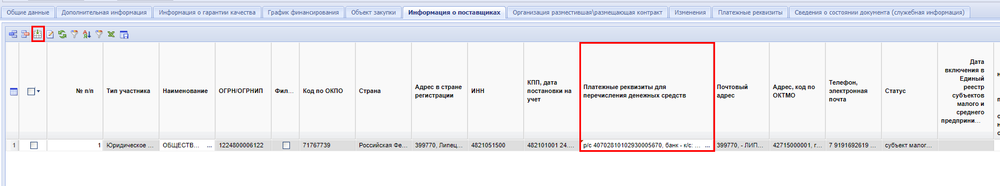 Общие данные Дополнительная информация Информация о гарантии качества График финансирования Объект закупки Информация о поставщиках Организация разместившая\размещающая контракт Изменения Платежные реквизиты Сведения о состоянии документа (служебная информация)
№ п/п
Тип участника
Наименование
ОГРН/ОГРНИП
Фил...
Код по ОКПО
Страна
Адрес в стране
регистрации
ИНН
КПП, дата
постановки на
учет
Платежные реквизиты для
перечисления денежных средств
Почтовый
адрес
Адрес, код по
ОКТМО
Телефон,
электронная
почта
Статус
Дата
включения в
Единый
реестр
субъектов
малого и
среднего
предприни...
1 1 Юридическое ... ОБЩЕСТВ... ... 1224800006122 71767739 Российская Фе... 399770, Липец... 4821051500 482101001 24.... р/с 40702810102930005670, банк - к/с: ... ... 399770, - ЛИП... 42715000001, г... 7 9191692619 ... субъект малог...